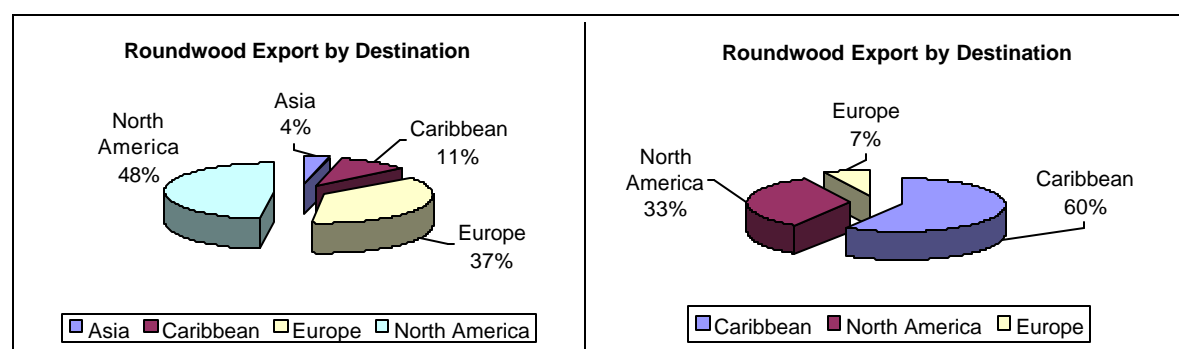 Roundwood Export by Destination
Asia
4%
Caribbean
11%
North
America
48%
Europe
37%
Asia Caribbean Europe North America
Roundwood Export by Destination
Europe
7%
North
America
33%
Caribbean
60%
Caribbean North America Europe